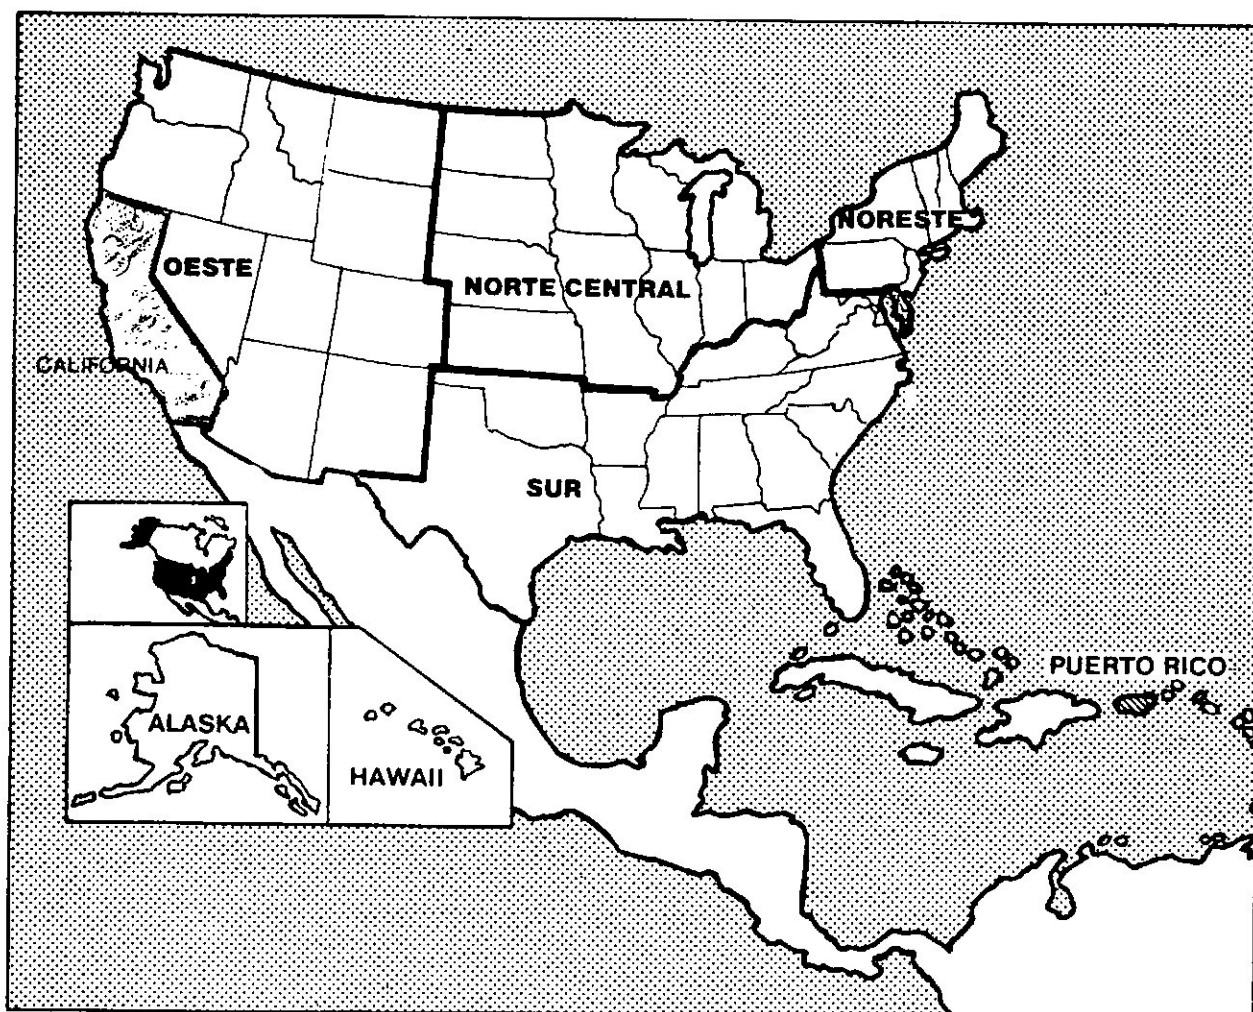 NORESTE
OESTE
NORTE CENTRAL
CALIFORNIA
SUR
PUERTO RICO
ALASKA
HAWAII